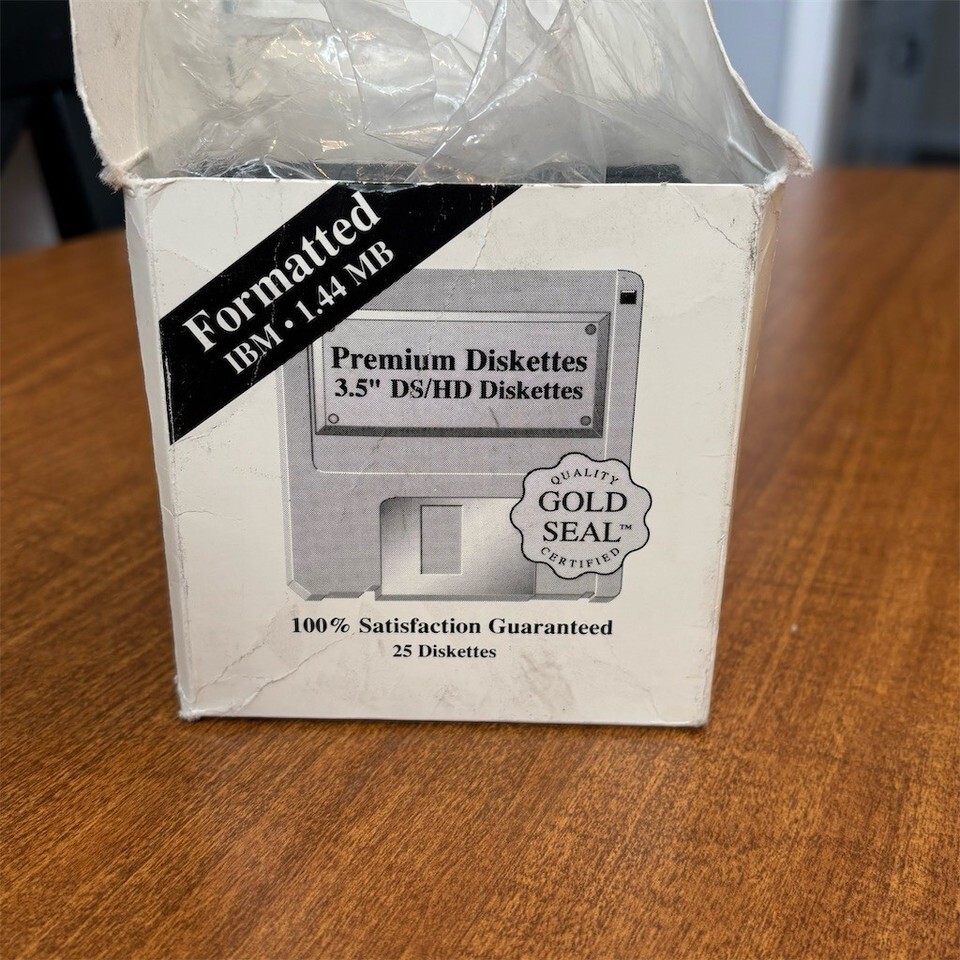 Formatted
IBM • 1.44 MB
Premium Diskettes
3.5" DS/HD Diskettes
QUALITY
GOLD
SEAL™
CERTIFIED
100% Satisfaction Guaranteed
25 Diskettes